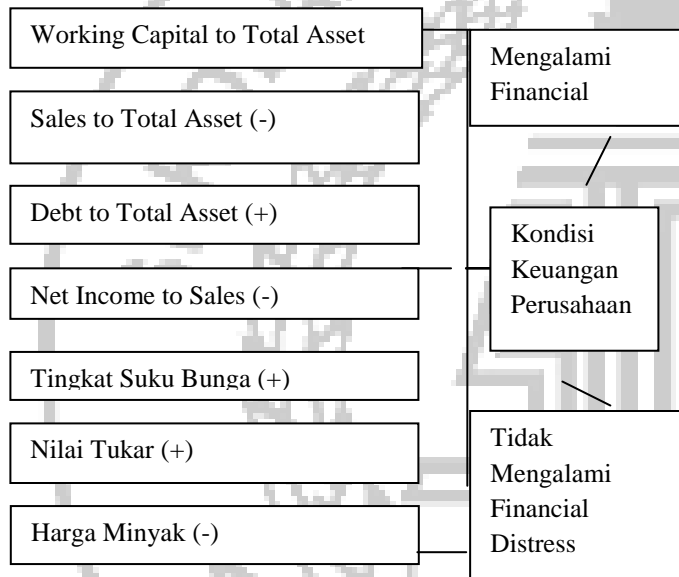 Working Capital to Total Asset
Sales to Total Asset (-)
Debt to Total Asset (+)
Net Income to Sales (-)
Tingkat Suku Bunga (+)
Nilai Tukar (+)
Harga Minyak (-)
Mengalami
Financial
Kondisi
Keuangan
Perusahaan
Tidak
Mengalami
Financial
Distress